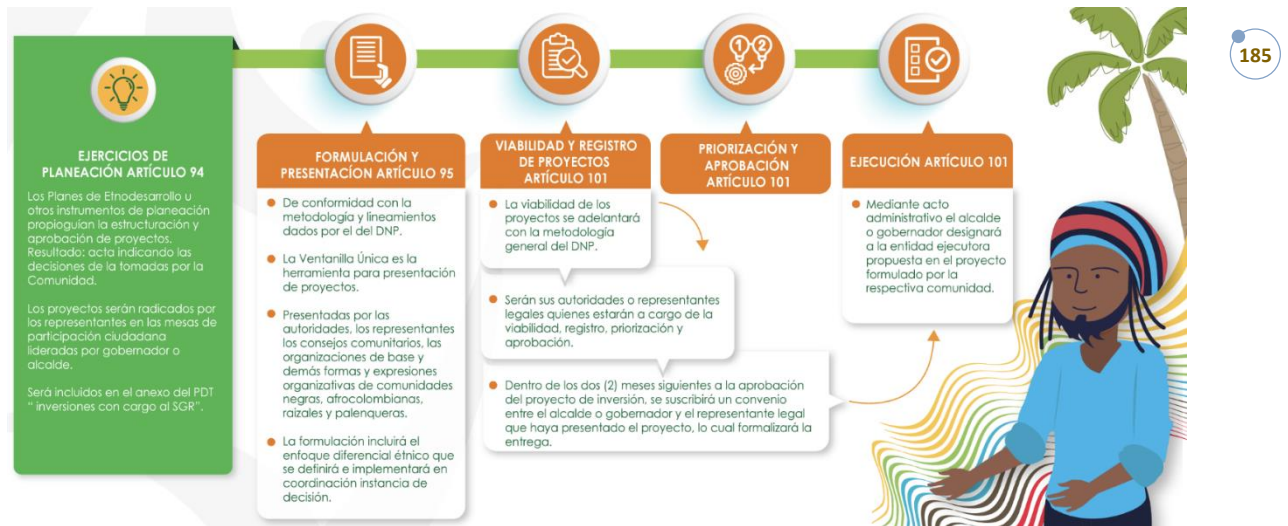 185
EJERCICIOS DE
PLANEACIÓN ARTÍCULO 94
Los Planes de Etnodesarrollo u
otros instrumentos de planeación
propioguían la estructuración y
aprobación de proyectos.
Resultado: acta indicando las
decisiones de la tomadas por la
Comunidad.
Los proyectos serán radicados por
los representantes en las mesas de
participación ciudadana
lideradas por gobernador o
alcalde.
Será incluidos en el anexo del PDT
“ inversiones con cargo al SGR”.
FORMULACIÓN Y
PRESENTACÍON ARTÍCULO 95
De conformidad con la
metodología y lineamientos
dados por el del DNP.
La Ventanilla Única es la
herramienta para presentación
de proyectos.
Presentadas por las
autoridades, los representantes
los consejos comunitarios, las
organizaciones de base y
demás formas y expresiones
organizativas de comunidades
negras, afrocolombianas,
raizales y palenqueras.
La formulación incluirá el
enfoque diferencial étnico que
se definirá e implementará en
coordinación instancia de
decisión.
VIABILIDAD Y REGISTRO
DE PROYECTOS
ARTÍCULO 101
La viabilidad de los
proyectos se adelantará
con la metodología
general del DNP.
Serán sus autoridades o representantes
legales quienes estarán a cargo de la
viabilidad, registro, priorización y
aprobación.
Dentro de los dos (2) meses siguientes a la aprobación
del proyecto de inversión, se suscribirá un convenio
entre el alcalde o gobernador y el representante legal
que haya presentado el proyecto, lo cual formalizará la
entrega.
1 2
PRIORIZACIÓN Y
APROBACIÓN
ARTÍCULO 101
EJECUCIÓN ARTÍCULO 101
Mediante acto
administrativo el alcalde
o gobernador designará
a la entidad ejecutora
propuesta en el proyecto
formulado por la
respectiva comunidad.